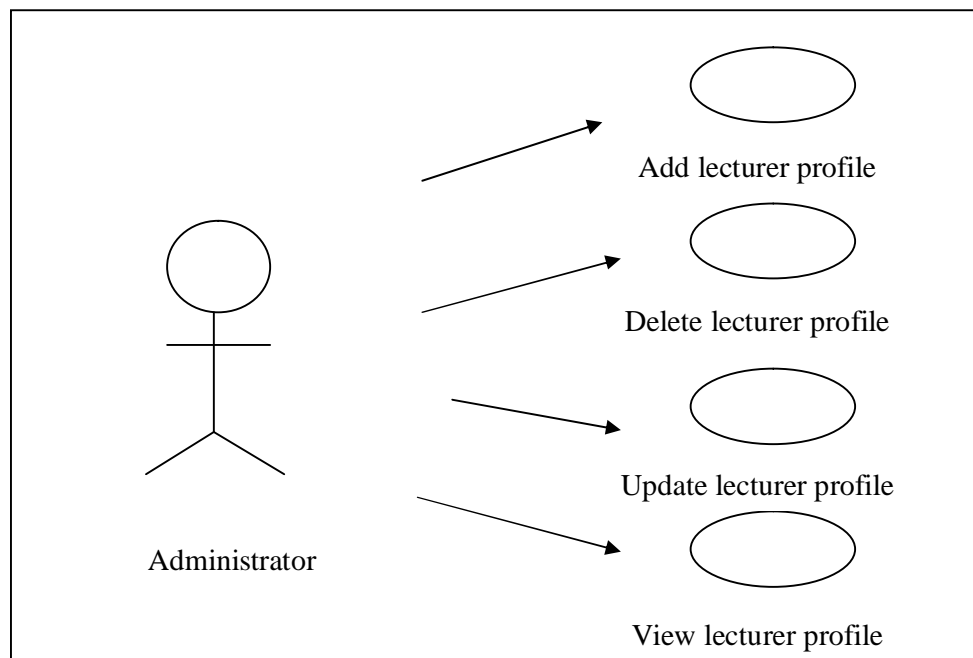 Add lecturer profile
Delete lecturer profile
Update lecturer profile
Administrator
View lecturer profile